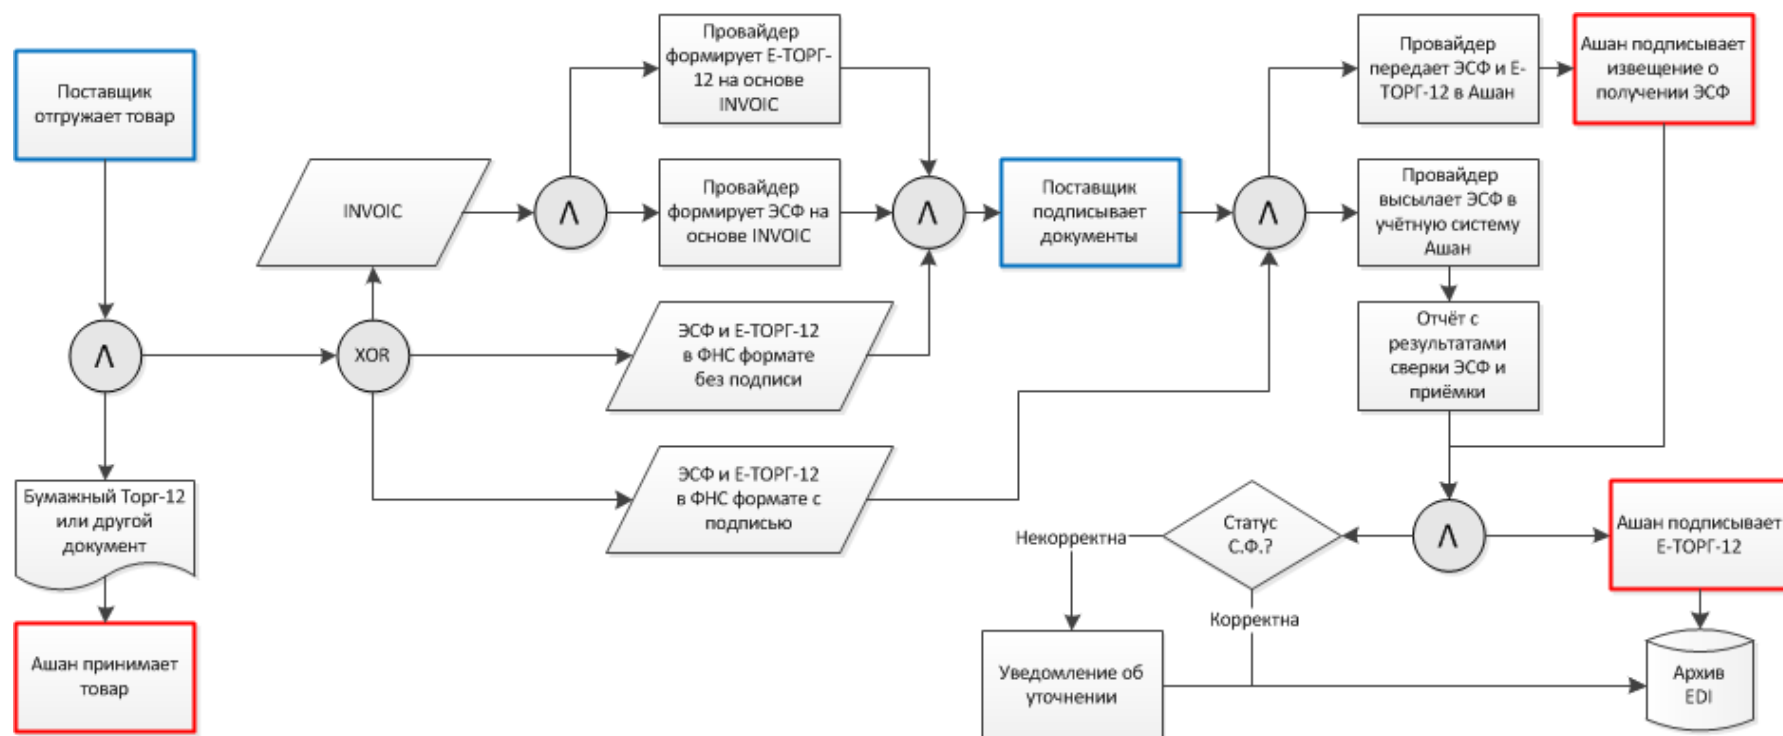 Поставщик
отгружает товар
Λ
Бумажный Торг-12
или другой
документ
Ашан принимает
товар
XOR
INVOIC
Λ
Провайдер
формирует Е-ТОРГ-
12 на основе
INVOIC
Провайдер
формирует ЭСФ на
основе INVOIC
ЭСФ и Е-ТОРГ-12
в ФНС формате
без подписи
ЭСФ и Е-ТОРГ-12
в ФНС формате с
подписью
Λ
Поставщик
подписывает
документы
Λ
Провайдер
передает ЭСФ и Е-
ТОРГ-12 в Ашан
Ашан подписывает
извещение о
получении ЭСФ
Провайдер
высылает ЭСФ в
учётную систему
Ашан
Отчёт с
результатами
сверки ЭСФ и
приёмки
Λ
Статус
С.Ф.?
Некорректна
Корректна
Уведомление об
уточнении
Ашан подписывает
Е-ТОРГ-12
Архив
EDI